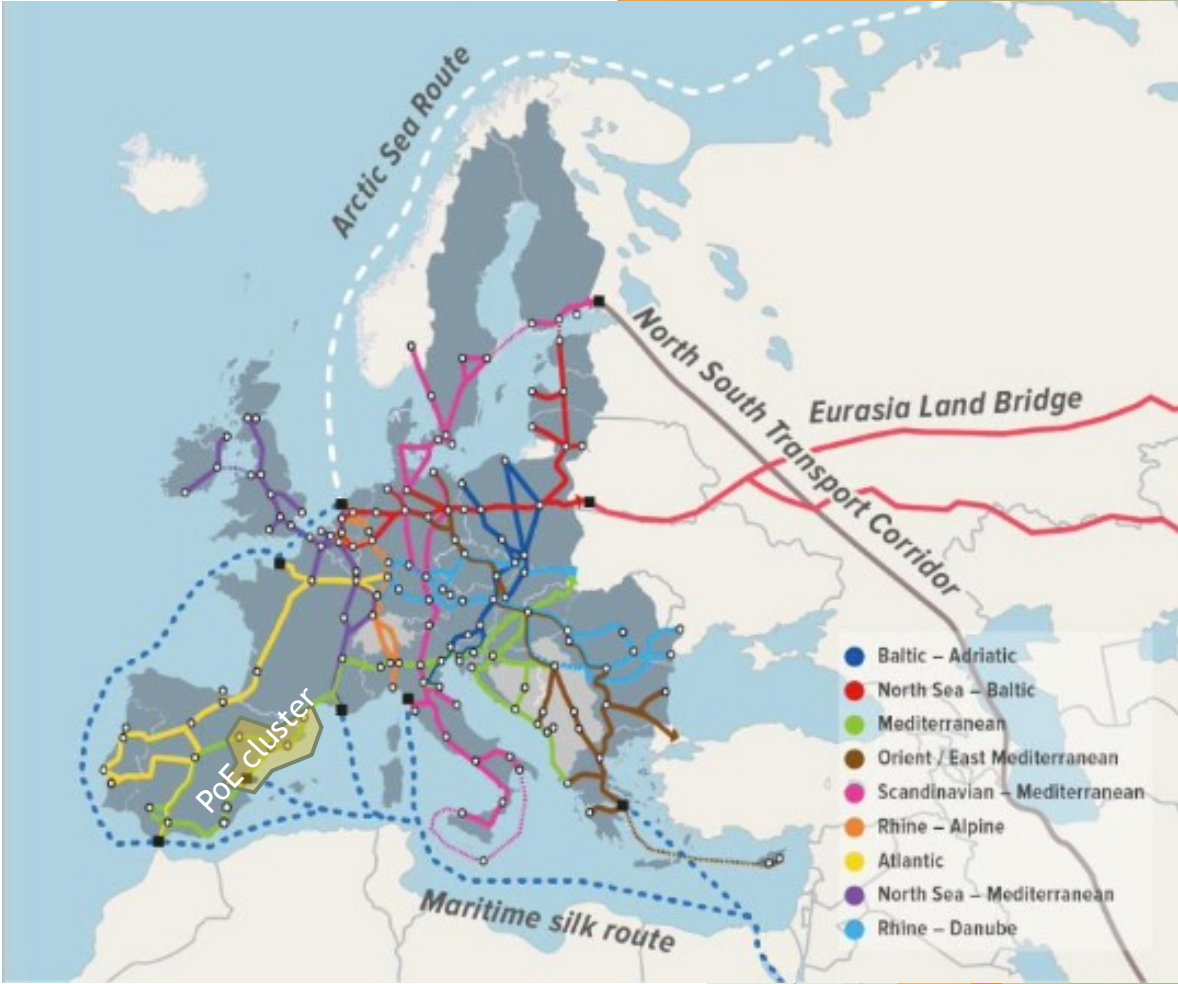 Arctic Sea Route
North South Transport Corridor
Eurasia Land Bridge
PoE cluster
Maritime silk route
Baltic – Adriatic
North Sea – Baltic
Mediterranean
Orient / East Mediterranean
Scandinavian – Mediterranean
Rhine – Alpine
Atlantic
North Sea – Mediterranean
Rhine – Danube